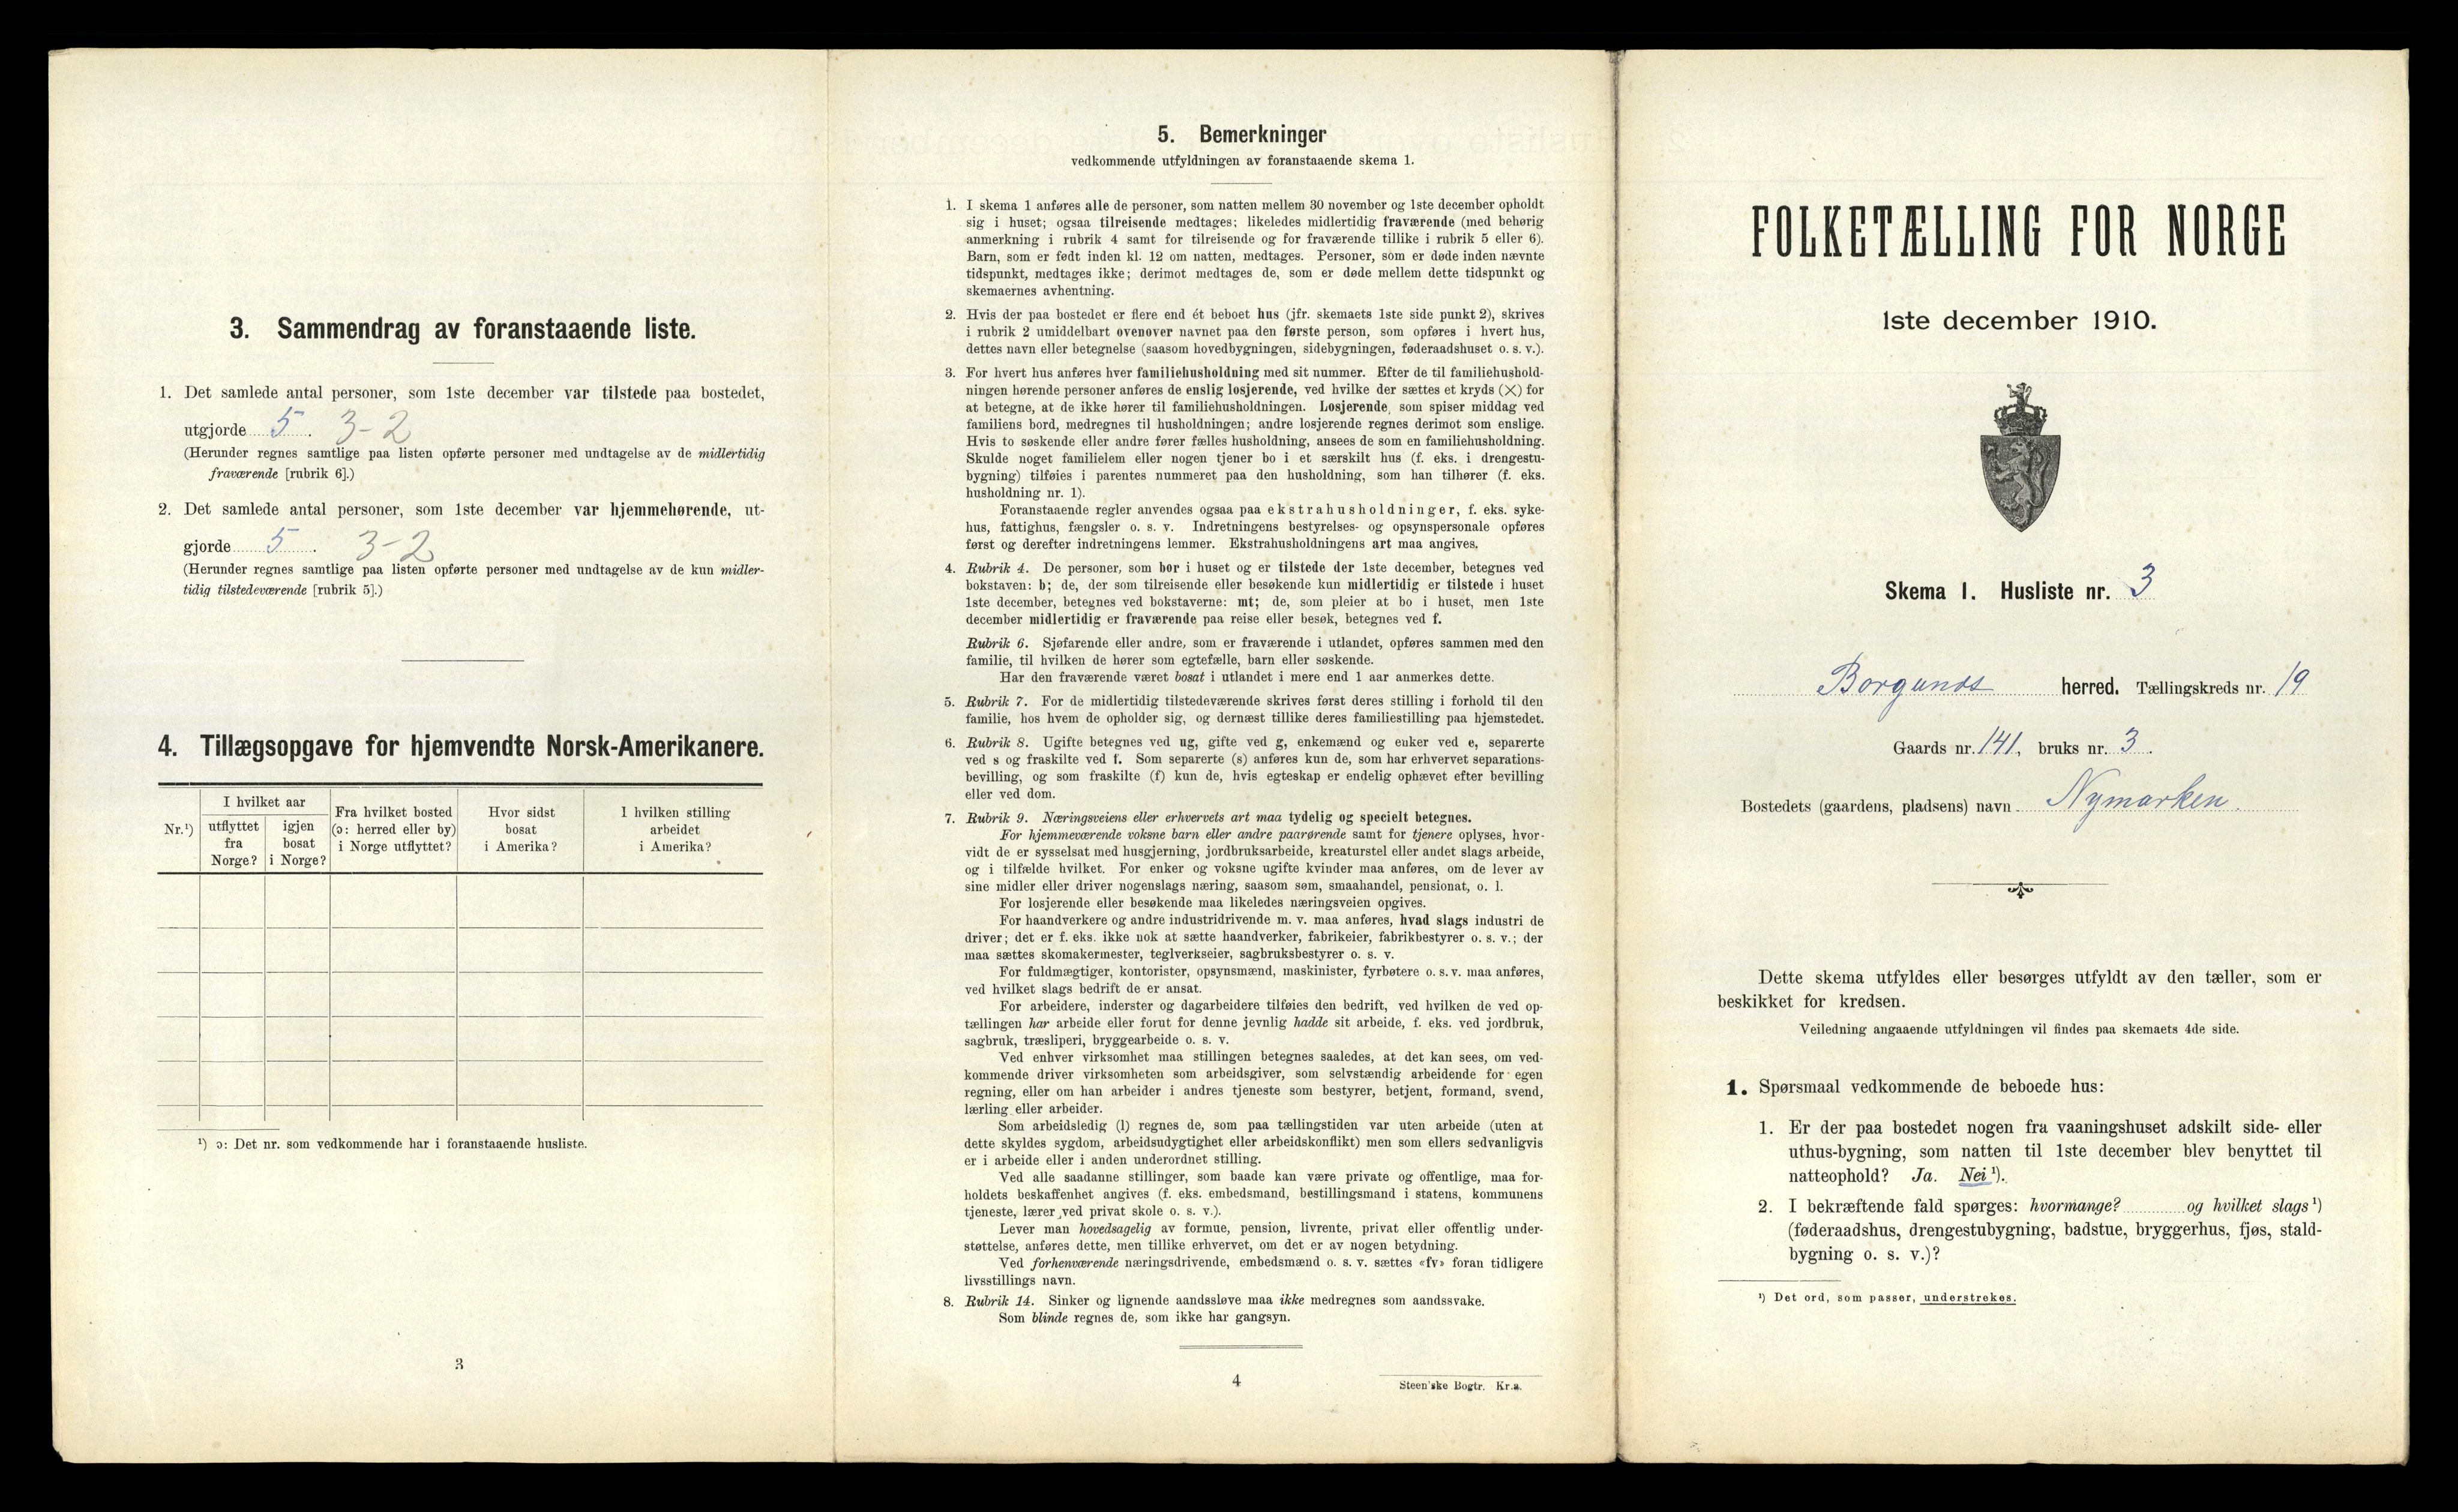 3. Sammendrag av foranstaaende liste.
1. Det samlede antal personer, som 1ste december var tilstede paa bostedet,
utgjorde 5. 3-2
(Herunder regnes samtlige paa listen opførte personer med undtagelse av de midlertidig
fraværende [rubrik 6].)
2. Det samlede antal personer, som 1ste december var hjemmehørende, ut-
gjorde 5. 3-2
(Herunder regnes samtlige paa listen opførte personer med undtagelse av de kun midler-
tidig tilstedeværende [rubrik 5].)
4. Tillægsopgave for hjemvendte Norsk-Amerikanere.
Nr.¹)
I hvilket aar
utflyttet fra Norge?
igjen bosat i Norge?
Fra hvilket bosted (ɔ: herred eller by) i Norge utflyttet?
Hvor sidst bosat i Amerika?
I hvilken stilling arbeidet i Amerika?
¹) ɔ: Det nr. som vedkommende har i foranstaaende husliste.
3
5. Bemerkninger
vedkommende utfyldningen av foranstaaende skema 1.
1. I skema 1 anføres alle de personer, som natten mellem 30 november og 1ste december opholdt
sig i huset; ogsaa tilreisende medtages; likeledes midlertidig fraværende (med behørig
anmerkning i rubrik 4 samt for tilreisende og for fraværende tillike i rubrik 5 eller 6).
Barn, som er født inden kl. 12 om natten, medtages. Personer, som er døde inden nævnte
tidspunkt, medtages ikke; derimot medtages de, som er døde mellem dette tidspunkt og
skemaernes avhentning.
2. Hvis der paa bostedet er flere end ét beboet hus (jfr. skemaets 1ste side punkt 2), skrives
i rubrik 2 umiddelbart ovenover navnet paa den første person, som opføres i hvert hus,
dettes navn eller betegnelse (saasom hovedbygningen, sidebygningen, føderaadshuset o. s. v.).
3. For hvert hus anføres hver familiehusholdning med sit nummer. Efter de til familiehushold-
ningen hørende personer anføres de enslig losjerende, ved hvilke der sættes et kryds (×) for
at betegne, at de ikke hører til familiehusholdningen. Losjerende, som spiser middag ved
familiens bord, medregnes til husholdningen; andre losjerende regnes derimot som enslige.
Hvis to søskende eller andre fører fælles husholdning, ansees de som en familiehusholdning.
Skulde noget familielem eller nogen tjener bo i et særskilt hus (f. eks. i drengestu-
bygning) tilføies i parentes nummeret paa den husholdning, som han tilhører (f. eks.
husholdning nr. 1).
Foranstaaende regler anvendes ogsaa paa ekstrahusholdninger, f. eks. syke-
hus, fattighus, fængsler o. s. v. Indretningens bestyrelses- og opsynspersonale opføres
først og derefter indretningens lemmer. Ekstrahusholdningens art maa angives.
4. Rubrik 4. De personer, som bor i huset og er tilstede der 1ste december, betegnes ved
bokstaven: b; de, der som tilreisende eller besøkende kun midlertidig er tilstede i huset
1ste december, betegnes ved bokstaverne: mt; de, som pleier at bo i huset, men 1ste
december midlertidig er fraværende paa reise eller besøk, betegnes ved f.
Rubrik 6. Sjøfarende eller andre, som er fraværende i utlandet, opføres sammen med den
familie, til hvilken de hører som egtefælle, barn eller søskende.
Har den fraværende været bosat i utlandet i mere end 1 aar anmerkes dette.
5. Rubrik 7. For de midlertidig tilstedeværende skrives først deres stilling i forhold til den
familie, hos hvem de opholder sig, og dernæst tillike deres familiestilling paa hjemstedet.
6. Rubrik 8. Ugifte betegnes ved ug, gifte ved g, enkemænd og enker ved e, separerte
ved s og fraskilte ved f. Som separerte (s) anføres kun de, som har erhvervet separations-
bevilling, og som fraskilte (f) kun de, hvis egteskap er endelig ophævet efter bevilling
eller ved dom.
7. Rubrik 9. Næringsveiens eller erhvervets art maa tydelig og specielt betegnes.
For hjemmeværende voksne barn eller andre paarørende samt for tjenere oplyses, hvor-
vidt de er sysselsat med husgjerning, jordbruksarbeide, kreaturstel eller andet slags arbeide,
og i tilfælde hvilket. For enker og voksne ugifte kvinder maa anføres, om de lever av
sine midler eller driver nogenslags næring, saasom søm, smaahandel, pensionat, o. l.
For losjerende eller besøkende maa likeledes næringsveien opgives.
For haandverkere og andre industridrivende m. v. maa anføres, hvad slags industri de
driver; det er f. eks. ikke nok at sætte haandverker, fabrikeier, fabrikbestyrer o. s. v.; der
maa sættes skomakermester, teglverkseier, sagbruksbestyrer o. s. v.
For fuldmægtiger, kontorister, opsynsmænd, maskinister, fyrbøtere o. s. v. maa anføres,
ved hvilket slags bedrift de er ansat.
For arbeidere, inderster og dagarbeidere tilføies den bedrift, ved hvilken de ved op-
tællingen har arbeide eller forut for denne jevnlig hadde sit arbeide, f. eks. ved jordbruk,
sagbruk, træsliperi, bryggearbeide o. s. v.
Ved enhver virksomhet maa stillingen betegnes saaledes, at det kan sees, om ved-
kommende driver virksomheten som arbeidsgiver, som selvstændig arbeidende for egen
regning, eller om han arbeider i andres tjeneste som bestyrer, betjent, formand, svend,
lærling eller arbeider.
Som arbeidsledig (l) regnes de, som paa tællingstiden var uten arbeide (uten at
dette skyldes sygdom, arbeidsudygtighet eller arbeidskonflikt) men som ellers sedvanligvis
er i arbeide eller i anden underordnet stilling.
Ved alle saadanne stillinger, som baade kan være private og offentlige, maa for-
holdets beskaffenhet angives (f. eks. embedsmand, bestillingsmand i statens, kommunens
tjeneste, lærer ved privat skole o. s. v.).
Lever man hovedsagelig av formue, pension, livrente, privat eller offentlig under-
støttelse, anføres dette, men tillike erhvervet, om det er av nogen betydning.
Ved forhenværende næringsdrivende, embedsmænd o. s. v. sættes «fv» foran tidligere
livsstillings navn.
8. Rubrik 14. Sinker og lignende aandssløve maa ikke medregnes som aandssvake.
Som blinde regnes de, som ikke har gangsyn.
4
Steen'ske Bogtr. Kr.a.
FOLKETÆLLING FOR NORGE
1ste december 1910.
Skema 1. Husliste nr. 3
Borgunds herred. Tællingskreds nr. 19
Gaards nr. 141, bruks nr. 3.
Bostedets (gaardens, pladsens) navn Nymarken.
Dette skema utfyldes eller besørges utfyldt av den tæller, som er
beskikket for kredsen.
Veiledning angaaende utfyldningen vil findes paa skemaets 4de side.
1. Spørsmaal vedkommende de beboede hus:
1. Er der paa bostedet nogen fra vaaningshuset adskilt side- eller
uthus-bygning, som natten til 1ste december blev benyttet til
natteophold? Ja. Nei ¹).
2. I bekræftende fald spørges: hvormange? og hvilket slags ¹)
(føderaadshus, drengestubygning, badstue, bryggerhus, fjøs, stald-
bygning o. s. v.)?
¹) Det ord, som passer, understrekes.